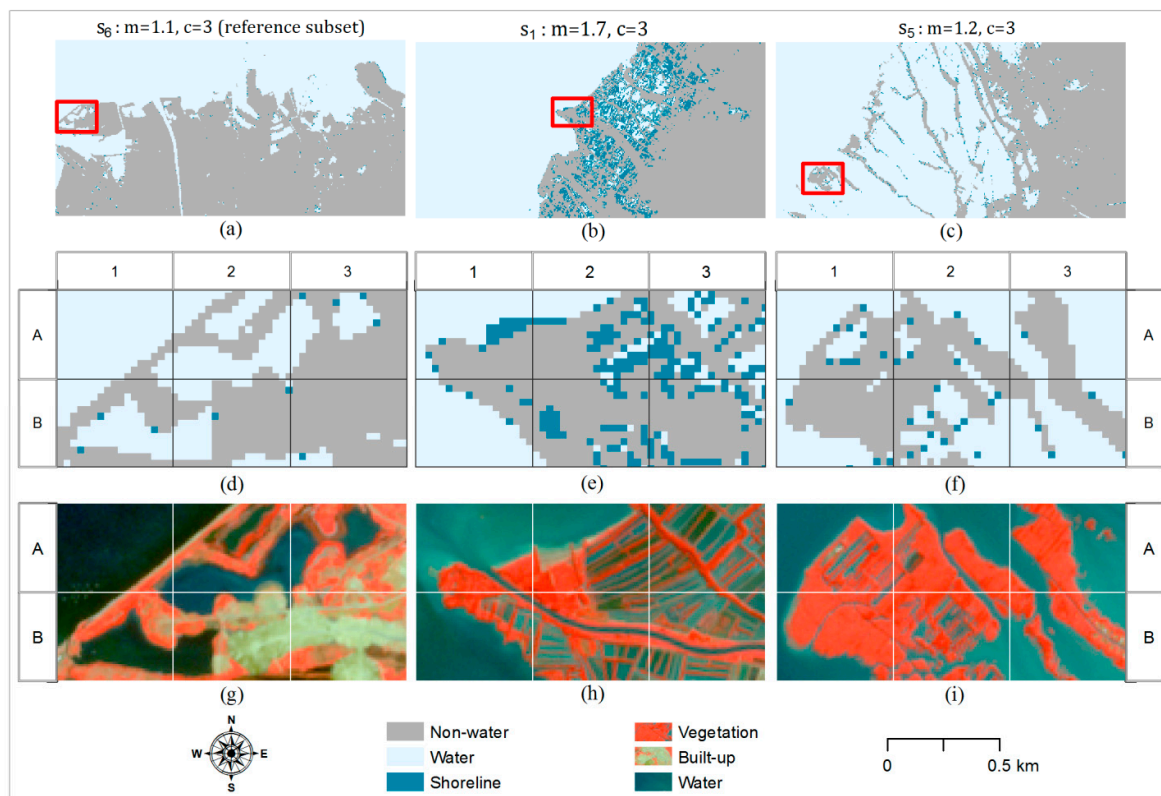 s₆ : m=1.1, c=3 (reference subset)
s₁ : m=1.7, c=3
s₅ : m=1.2, c=3
(a)
(b)
(c)
1 2 3 1 2 3 1 2 3
A A
B B
(d)
(e)
(f)
A A
B B
(g)
(h)
(i)
N
W E
S
Non-water
Water
Shoreline
Vegetation
Built-up
Water
0 0.5 km